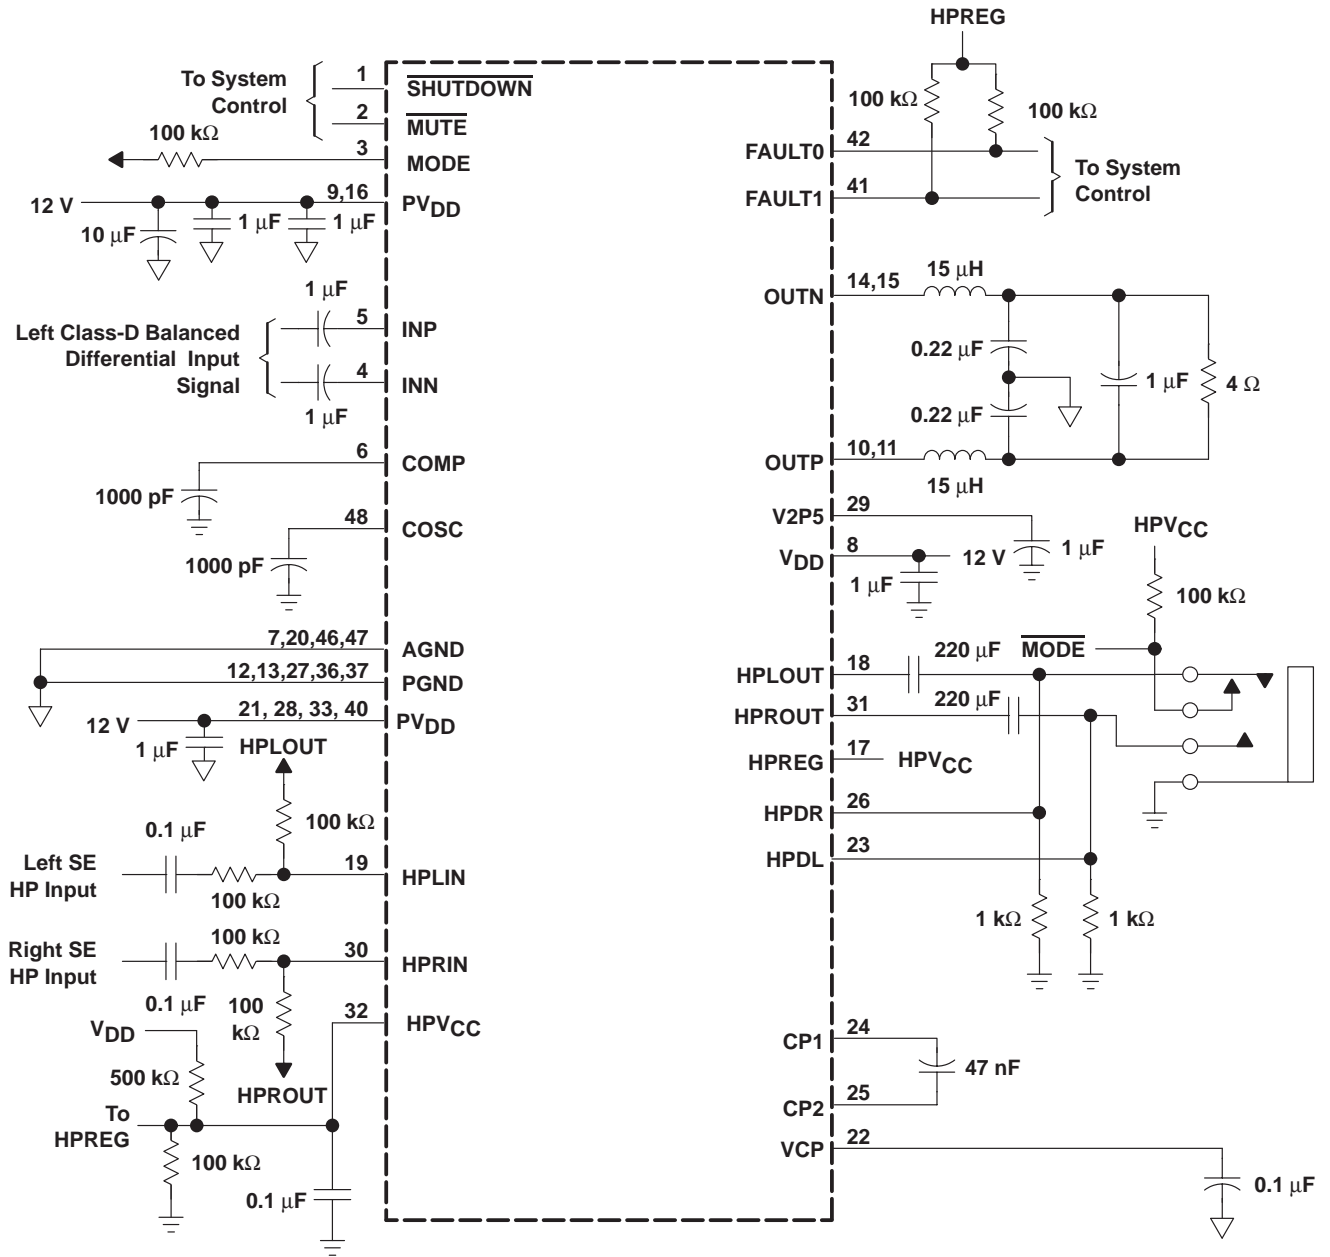 HPREG
To System
Control
1
SHUTDOWN
2
MUTE
100 kΩ
3
MODE
12 V
9,16
PVDD
10 μF
1 μF
1 μF
1 μF
Left Class-D Balanced
Differential Input
Signal
5
INP
4
INN
1 μF
6
COMP
1000 pF
48
COSC
1000 pF
7,20,46,47
AGND
12,13,27,36,37
PGND
12 V
21, 28, 33, 40
PVDD
1 μF
HPLOUT
100 kΩ
0.1 μF
Left SE
HP Input
19
HPLIN
100 kΩ
100 kΩ
Right SE
HP Input
30
HPRIN
0.1 μF
100
kΩ
32
HPVCC
VDD
500 kΩ
HPROUT
To
HPREG
100 kΩ
0.1 μF
100 kΩ
100 kΩ
FAULT0
42
FAULT1
41
To System
Control
15 μH
OUTN
14,15
0.22 μF
1 μF
4 Ω
0.22 μF
OUTP
10,11
15 μH
V2P5
29
1 μF
VDD
8
12 V
1 μF
HPVCC
100 kΩ
MODE
HPLOUT
18
220 μF
HPROUT
31
220 μF
HPREG
17
HPVCC
HPDR
26
HPDL
23
1 kΩ
1 kΩ
CP1
24
47 nF
CP2
25
VCP
22
0.1 μF